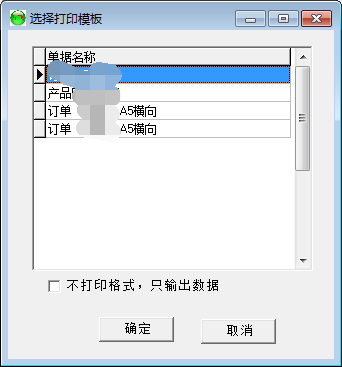 选择打印模板
单据名称
产品
订单 A5横向
订单 A5横向
不打印格式，只输出数据
确定
取消